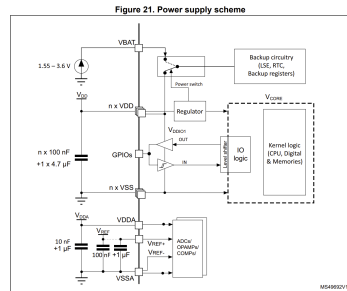 Figure 21. Power supply scheme
VBAT
1.55 – 3.6 V
Backup circuitry
(LSE, RTC,
Backup registers)
Power switch
VDD
n x VDD
Regulator
VCORE
VDDIO1
OUT
n x 100 nF
+1 x 4.7 µF
GPIOs
IN
Level shifter
IO
logic
Kernel logic
(CPU, Digital
& Memories)
n x VSS
VDDA
VDDA
VREF
10 nF
+1 µF
100 nF
+1 µF
VREF+
VREF-
ADCs/
OPAMPs/
COMPs/
VSSA
MS49692V1